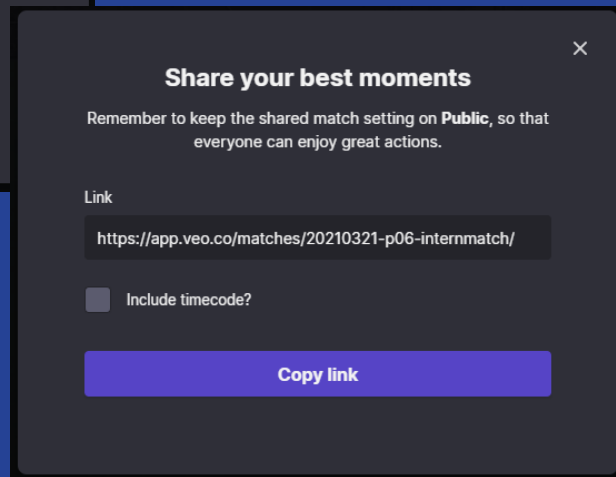 Share your best moments
Remember to keep the shared match setting on Public, so that
everyone can enjoy great actions.
Link
https://app.veo.co/matches/20210321-p06-internmatch/
Include timecode?
Copy link